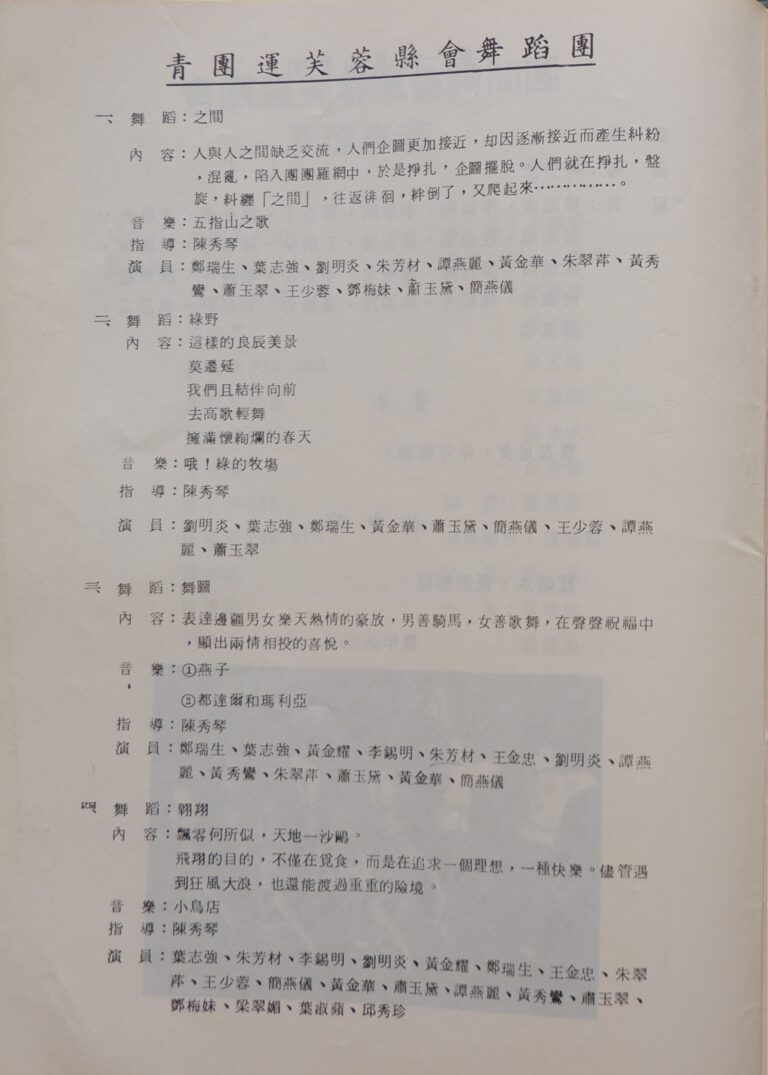 青團運芙蓉縣會舞蹈團
一、舞 蹈：之間
內 容：人與人之間缺乏交流，人們企圖更加接近，却因逐漸接近而產生糾紛
，混亂，陷入團團羅網中，於是掙扎，企圖擺脫。人們就在掙扎，盤
旋，糾纒「之間」，往返徘徊，絆倒了，又爬起來……………。
音 樂：五指山之歌
指 導：陳秀琴
演 員：鄭瑞生、葉志強、劉明炎、朱芳材、譚燕麗、黃金華、朱翠萍、黃秀
鸞、蕭玉翠、王少蓉、鄧梅妹、蕭玉黛、簡燕儀
二、舞 蹈：綠野
內 容：這樣的良辰美景
莫遷延
我們且結伴向前
去高歌輕舞
擁滿懷絢爛的春天
音 樂：哦！綠的牧場
指 導：陳秀琴
演 員：劉明炎、葉志強、鄭瑞生、黃金華、蕭玉黛、簡燕儀、王少蓉、譚燕
麗、蕭玉翠
三、舞 蹈：舞圖
內 容：表達邊疆男女樂天熱情的豪放，男善騎馬，女善歌舞，在聲聲祝福中
，顯出兩情相投的喜悅。
音 樂：①燕子
②都達爾和瑪利亞
指 導：陳秀琴
演 員：鄭瑞生、葉志強、黃金耀、李錫明、朱芳材、王金忠、劉明炎、譚燕
麗、黃秀鸞、朱翠萍、蕭玉黛、黃金華、簡燕儀
四、舞 蹈：翱翔
內 容：飄零何所似，天地一沙鷗。
飛翔的目的，不僅在覓食，而是在追求一個理想，一種快樂。儘管遇
到狂風大浪，也還能渡過重重的險境。
音 樂：小鳥店
指 導：陳秀琴
演 員：葉志強、朱芳材、李錫明、劉明炎、黃金耀、鄭瑞生、王金忠、朱翠
萍、王少蓉、簡燕儀、黃金華、蕭玉黛、譚燕麗、黃秀鸞、蕭玉翠、
鄧梅妹、梁翠媚、葉淑蘋、邱秀珍